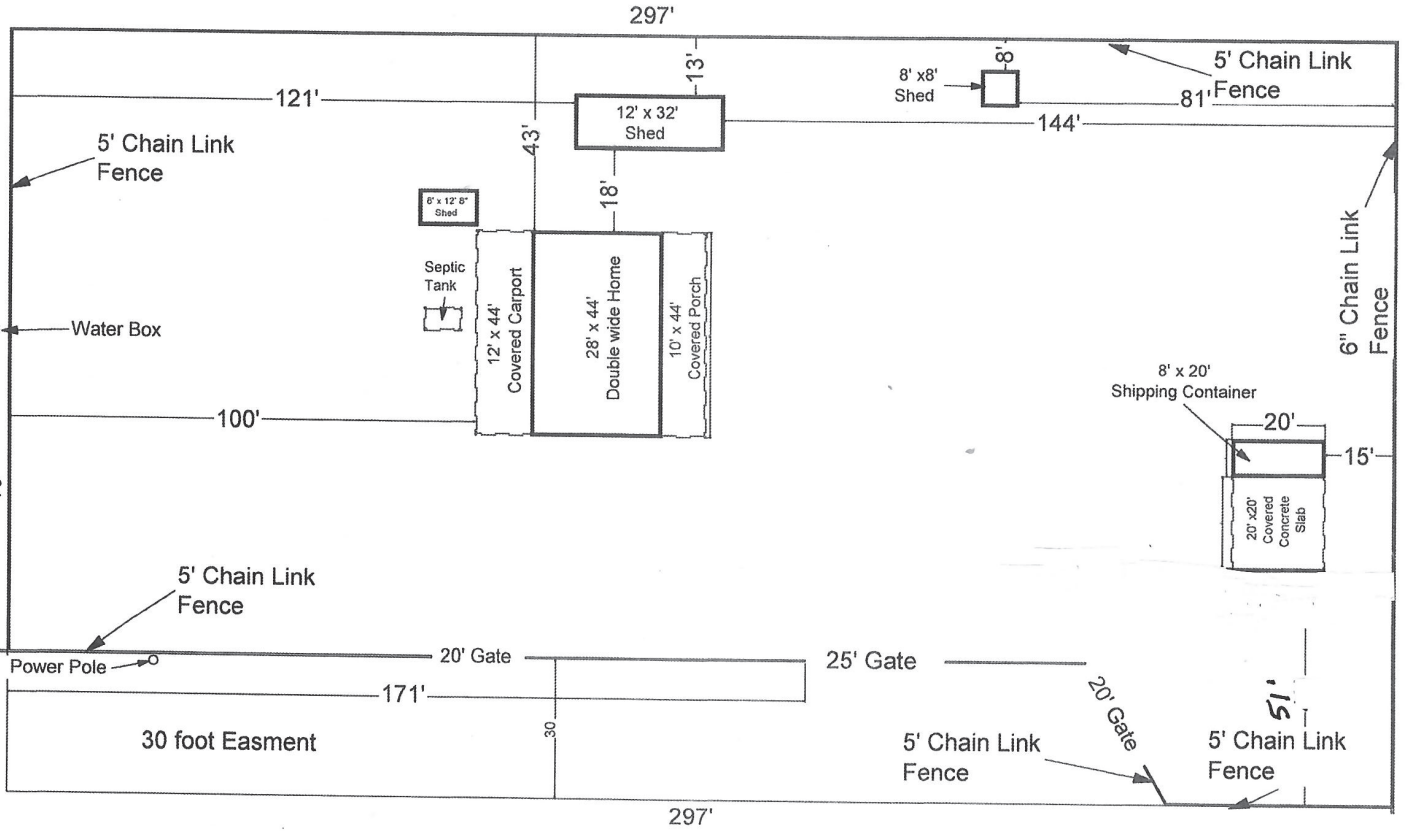 297'
13'
8'
5' Chain Link
Fence
8' x8'
Shed
121'
81'
12' x 32'
Shed
144'
43'
5' Chain Link
Fence
18'
6' x 12' 8"
Shed
6" Chain Link
Fence
Septic
Tank
12' x 44'
Covered Carport
28' x 44'
Double wide Home
10' x 44'
Covered Porch
Water Box
8' x 20'
Shipping Container
100'
20'
15'
20' x20'
Covered
Concrete
Slab
5' Chain Link
Fence
Power Pole
20' Gate
25' Gate
171'
20' Gate
51'
30 foot Easment
30
5' Chain Link
Fence
5' Chain Link
Fence
297'